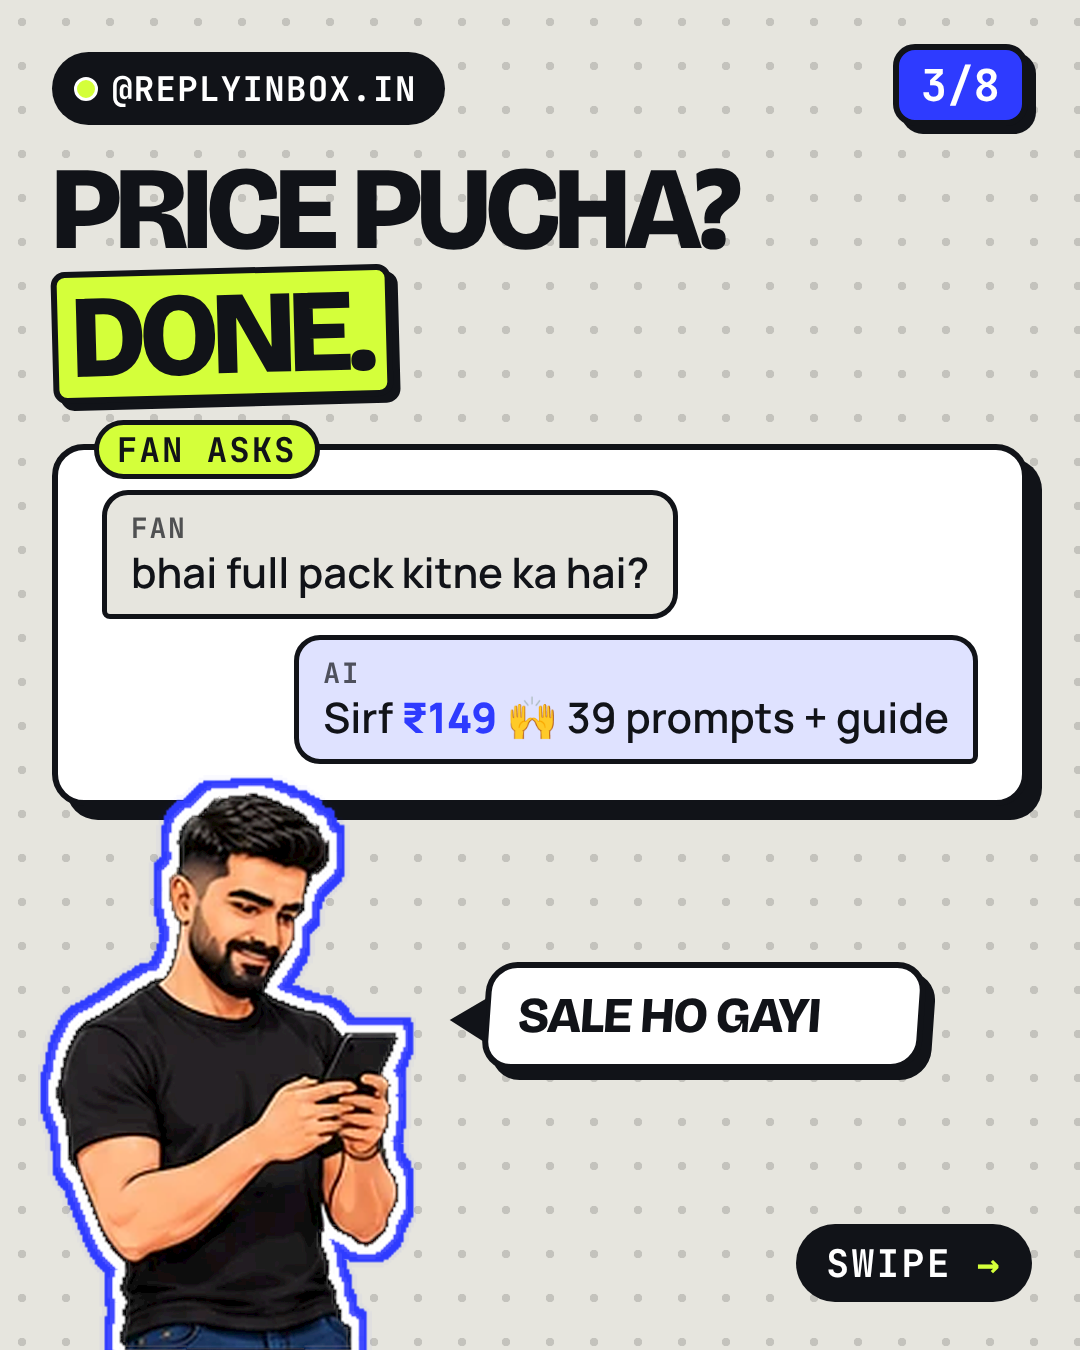 @REPLYINBOX.IN
3/8
PRICE PUCHA?
DONE.
FAN ASKS
FAN
bhai full pack kitne ka hai?
AI
Sirf ₹149 🙌 39 prompts + guide
SALE HO GAYI
SWIPE →